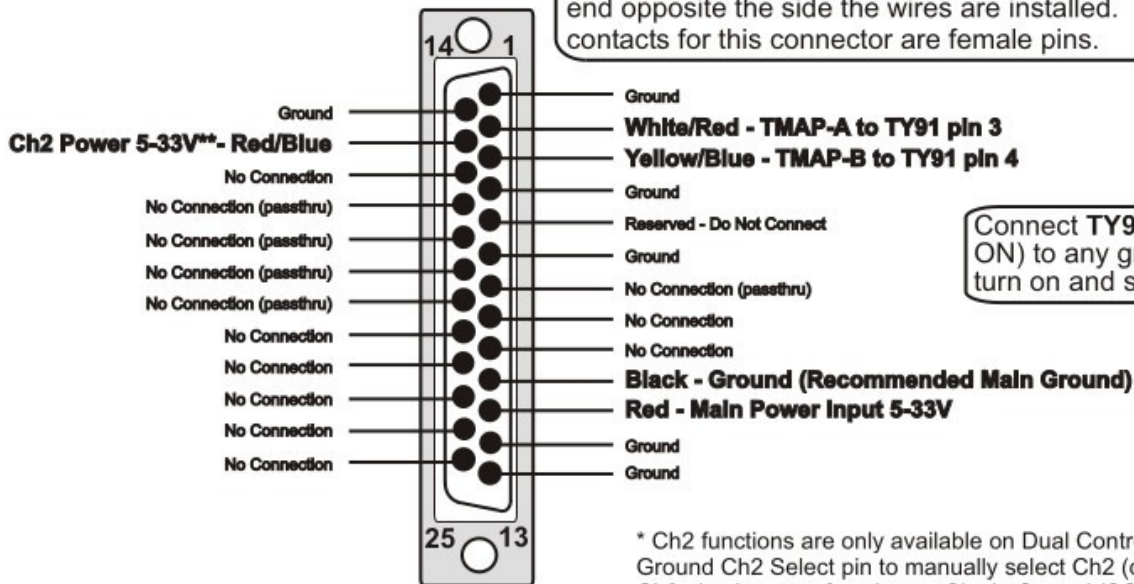 end opposite the side the wires are installed.
contacts for this connector are female pins.
14 1
Ground
Ch2 Power 5-33V**- Red/Blue
No Connection
No Connection (passthru)
No Connection (passthru)
No Connection (passthru)
No Connection (passthru)
No Connection
No Connection
No Connection
No Connection
No Connection
Ground
White/Red - TMAP-A to TY91 pin 3
Yellow/Blue - TMAP-B to TY91 pin 4
Ground
Reserved - Do Not Connect
Ground
No Connection (passthru)
No Connection
No Connection
Black - Ground (Recommended Main Ground)
Red - Main Power Input 5-33V
Ground
Ground
25 13
Connect TY9
ON) to any g
turn on and s
* Ch2 functions are only available on Dual Contr
Ground Ch2 Select pin to manually select Ch2 (